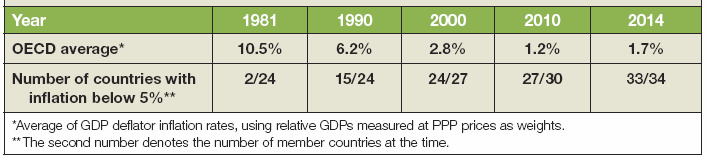 Year 1981 1990 2000 2010 2014
OECD average* 10.5% 6.2% 2.8% 1.2% 1.7%
Number of countries with 2/24 15/24 24/27 27/30 33/34
inflation below 5%**
*Average of GDP deflator inflation rates, using relative GDPs measured at PPP prices as weights.
**The second number denotes the number of member countries at the time.